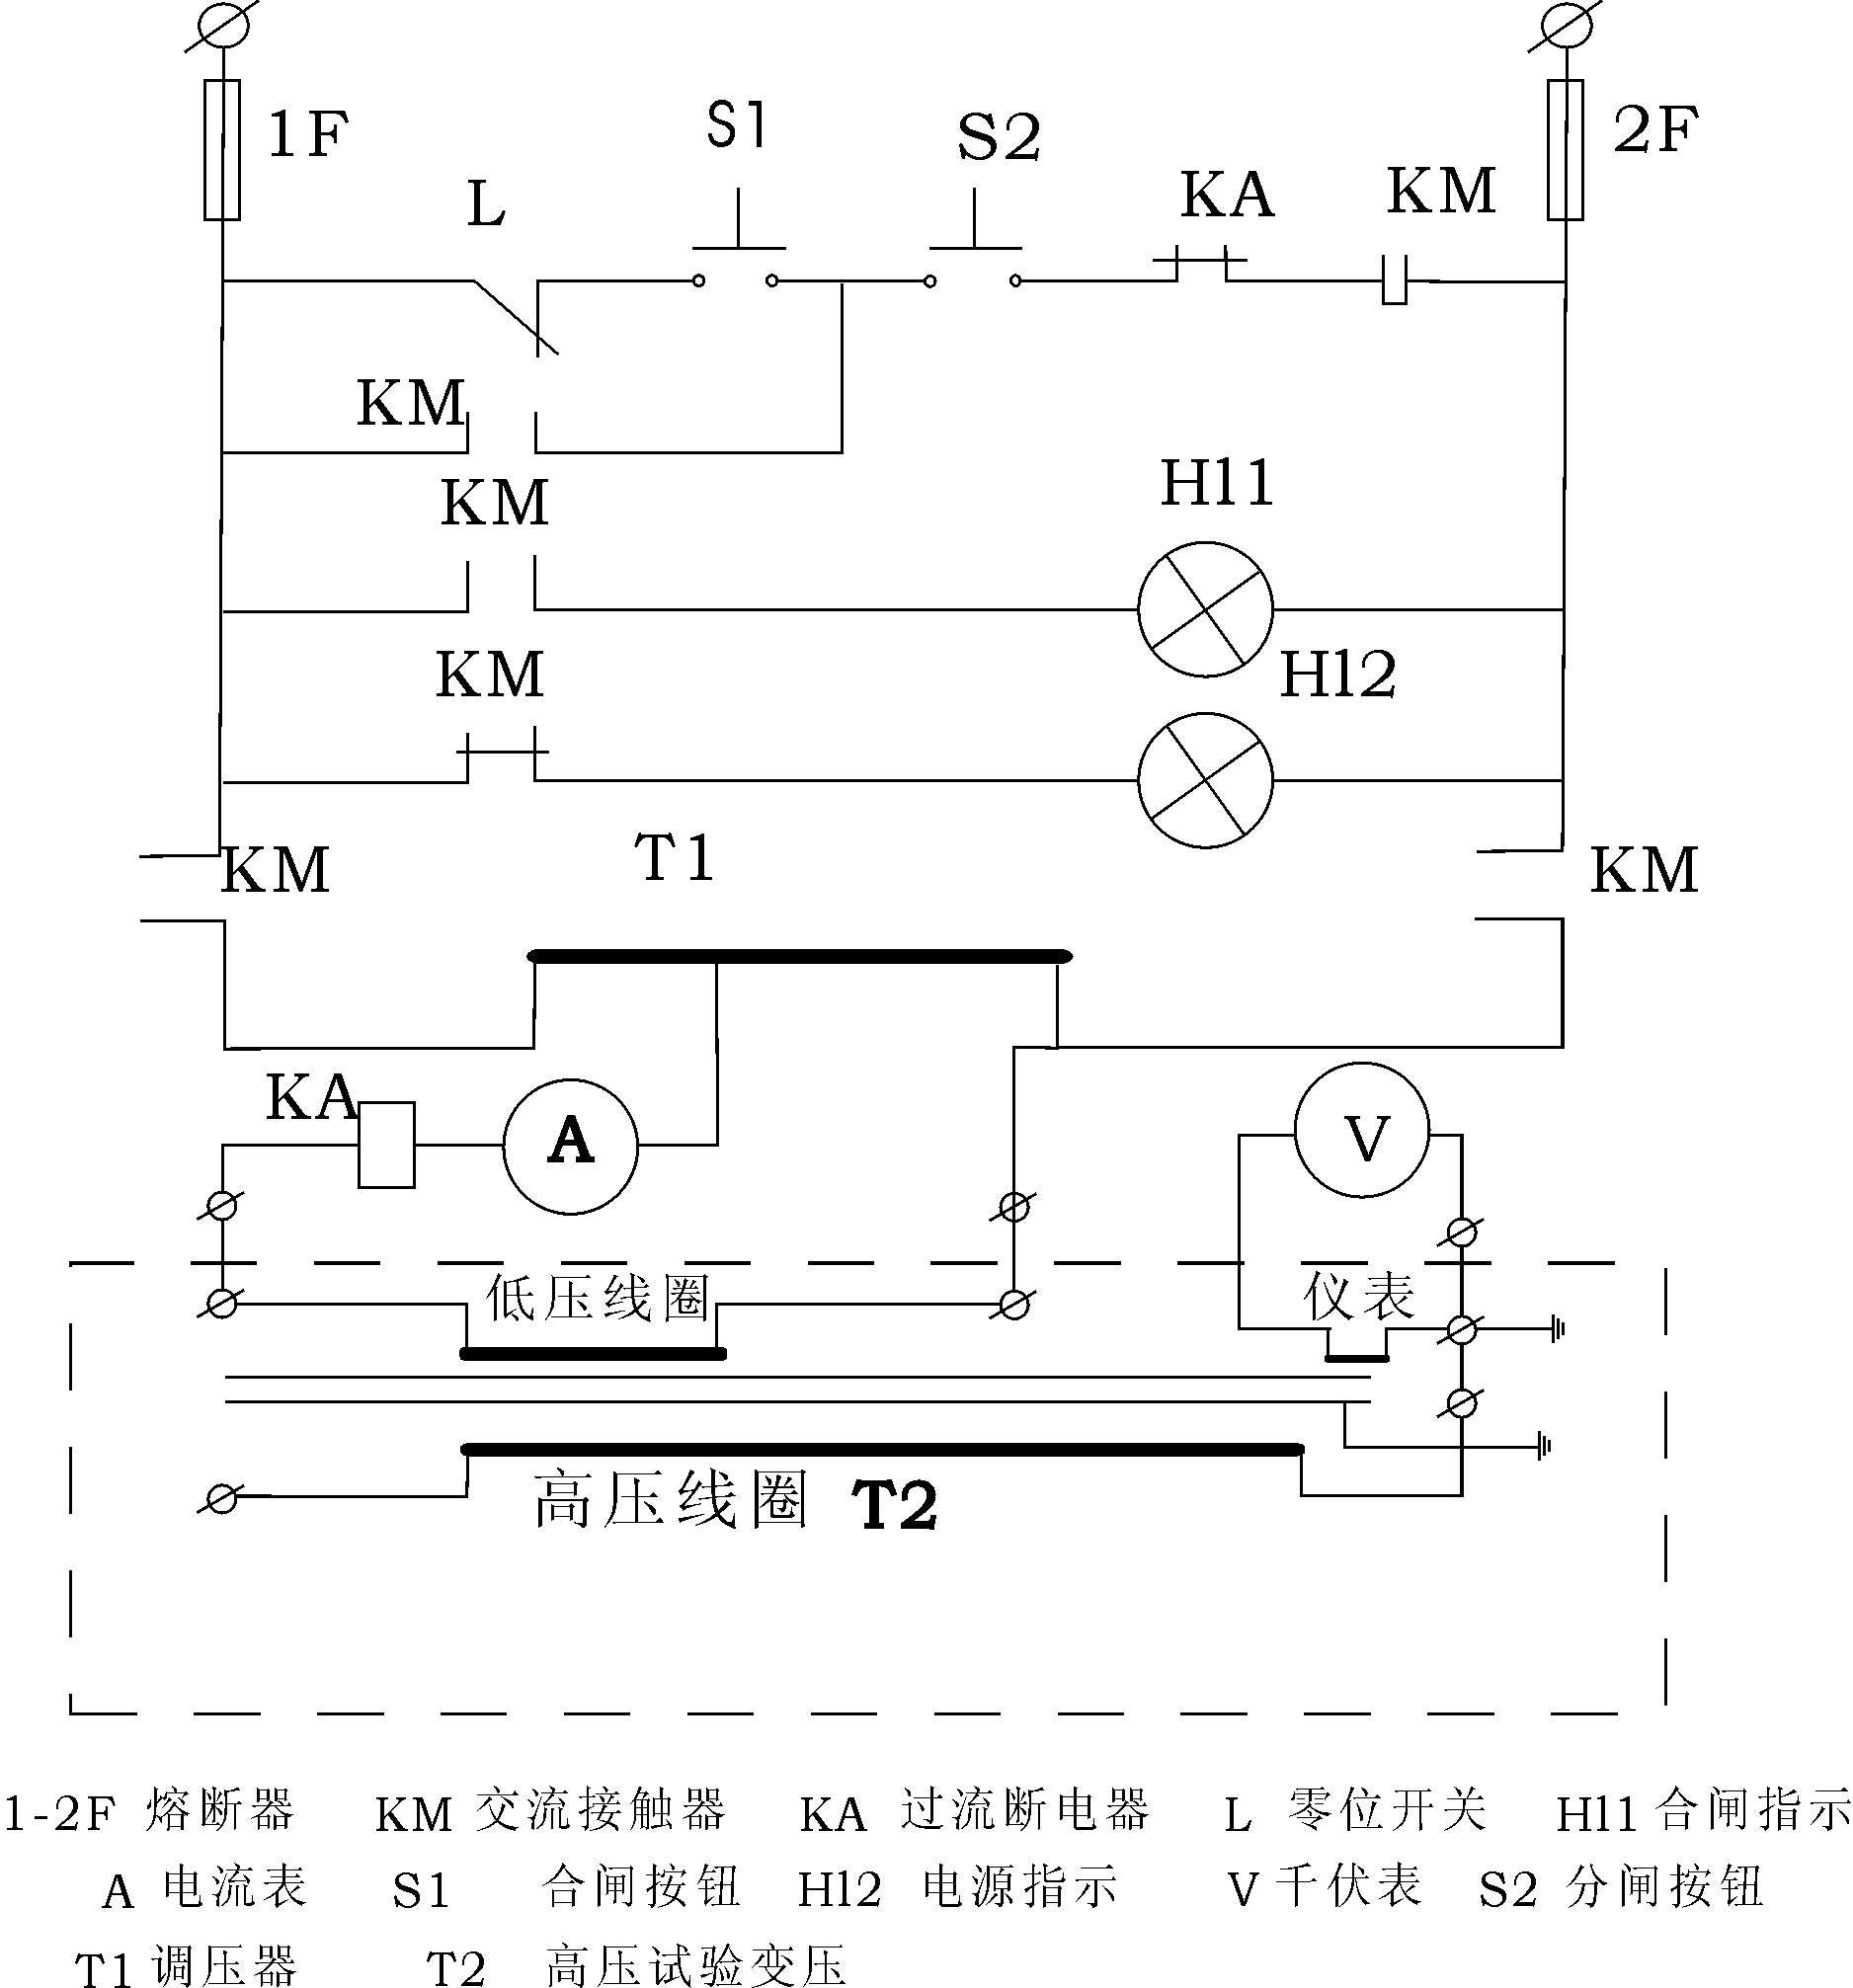 1F
S1
S2
2F
L
KA
KM
KM
KM
Hl1
KM
Hl2
KM
T1
KM
KA
A
V
低压线圈
仪表
高压线圈 T2
1-2F 熔断器 KM 交流接触器 KA 过流断电器 L 零位开关 Hl1 合闸指示
A 电流表 S1 合闸按钮 Hl2 电源指示 V 千伏表 S2 分闸按钮
T1 调压器 T2 高压试验变压